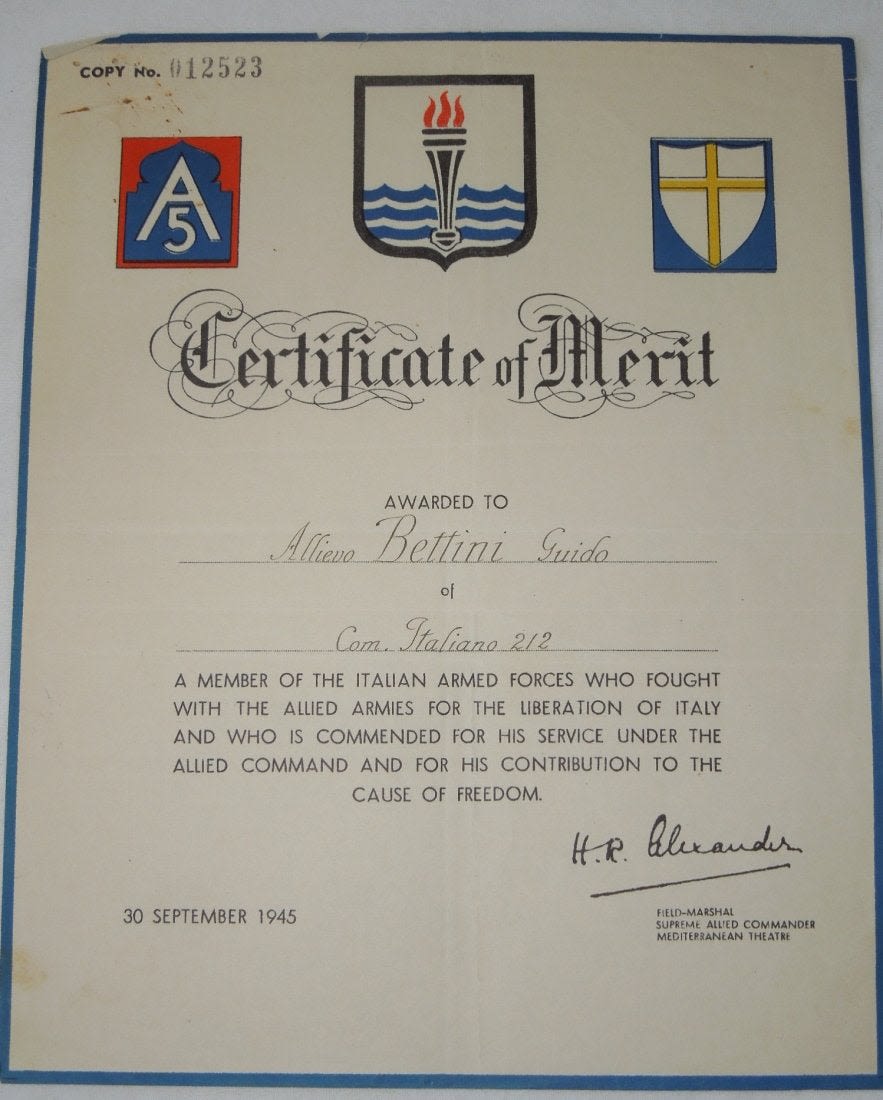 COPY No. 012523
A
5
Certificate of Merit
AWARDED TO
Allievo Bettini Guido
of
Com. Italiano 212
A MEMBER OF THE ITALIAN ARMED FORCES WHO FOUGHT
WITH THE ALLIED ARMIES FOR THE LIBERATION OF ITALY
AND WHO IS COMMENDED FOR HIS SERVICE UNDER THE
ALLIED COMMAND AND FOR HIS CONTRIBUTION TO THE
CAUSE OF FREEDOM.
H. R. Alexander
30 SEPTEMBER 1945
FIELD-MARSHAL
SUPREME ALLIED COMMANDER
MEDITERRANEAN THEATRE